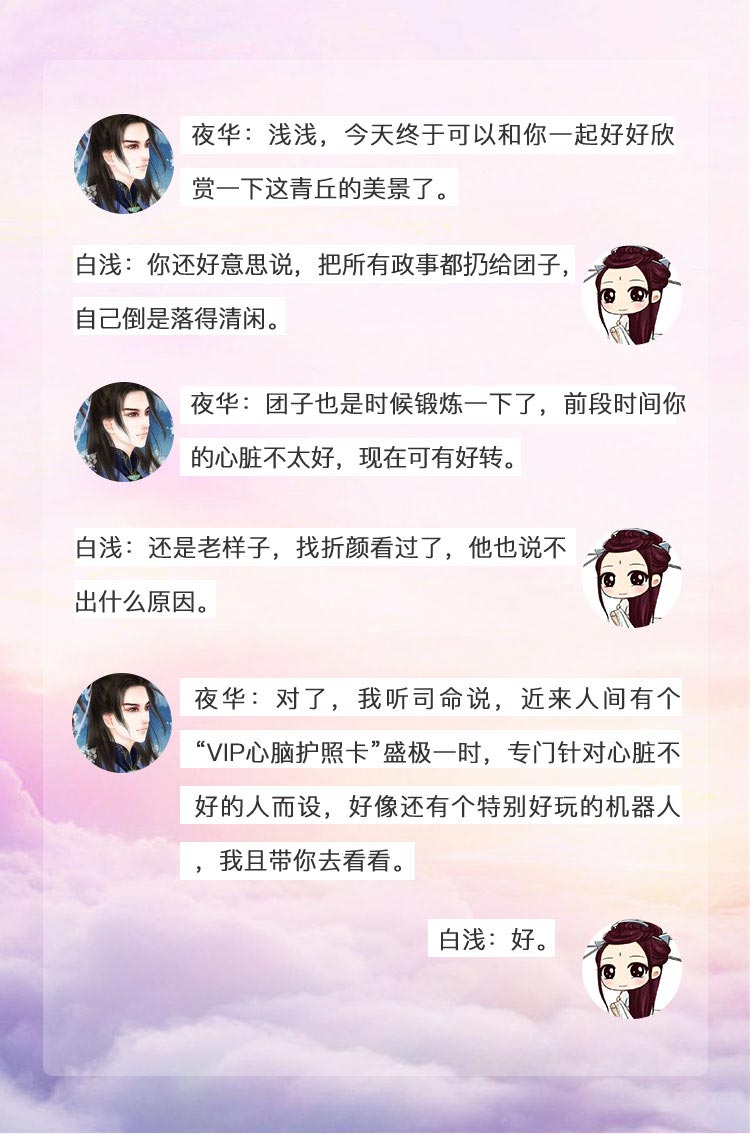 夜华：浅浅，今天终于可以和你一起好好欣
赏一下这青丘的美景了。
白浅：你还好意思说，把所有政事都扔给团子，
自己倒是落得清闲。
夜华：团子也是时候锻炼一下了，前段时间你
的心脏不太好，现在可有好转。
白浅：还是老样子，找折颜看过了，他也说不
出什么原因。
夜华：对了，我听司命说，近来人间有个
“VIP心脑护照卡”盛极一时，专门针对心脏不
好的人而设，好像还有个特别好玩的机器人
，我且带你去看看。
白浅：好。